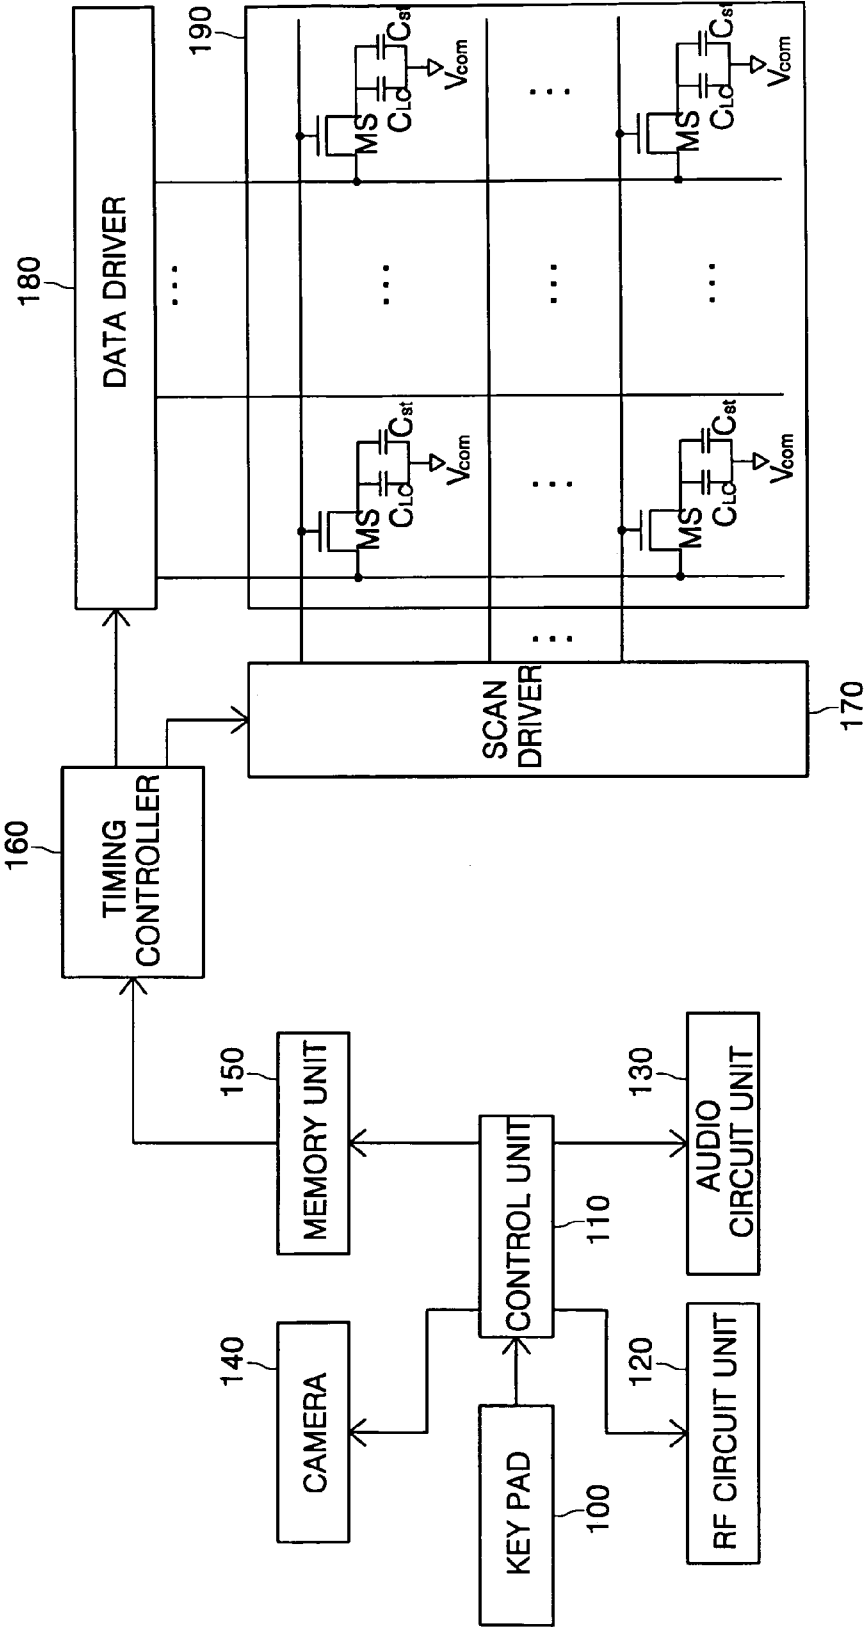 160
180
TIMING
CONTROLLER
DATA DRIVER
...
190
140
150
CAMERA
MEMORY UNIT
MS
CLC
Cst
Vcom
...
MS
CLC
Cst
Vcom
KEY PAD
CONTROL UNIT
SCAN
DRIVER
...
...
...
...
100
110
120
130
RF CIRCUIT UNIT
AUDIO
CIRCUIT UNIT
MS
CLC
Cst
Vcom
...
MS
CLC
Cst
Vcom
170